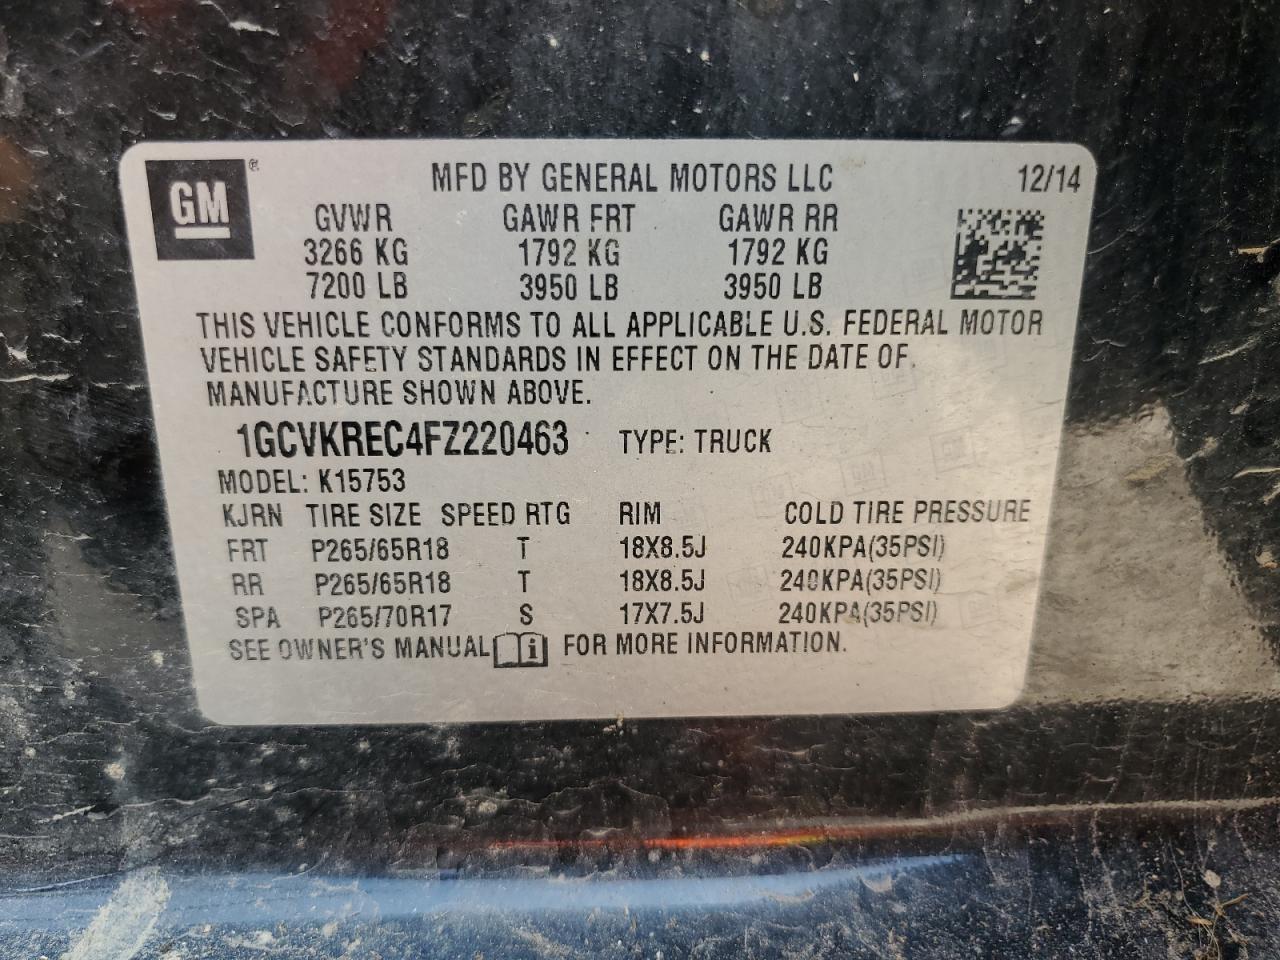 GM ® MFD BY GENERAL MOTORS LLC 12/14
GVWR GAWR FRT GAWR RR
3266 KG 1792 KG 1792 KG
7200 LB 3950 LB 3950 LB
THIS VEHICLE CONFORMS TO ALL APPLICABLE U.S. FEDERAL MOTOR
VEHICLE SAFETY STANDARDS IN EFFECT ON THE DATE OF
MANUFACTURE SHOWN ABOVE.
1GCVKREC4FZ220463 TYPE: TRUCK
MODEL: K15753
KJRN TIRE SIZE SPEED RTG RIM COLD TIRE PRESSURE
FRT P265/65R18 T 18X8.5J 240KPA(35PSI)
RR P265/65R18 T 18X8.5J 240KPA(35PSI)
SPA P265/70R17 S 17X7.5J 240KPA(35PSI)
SEE OWNER'S MANUAL i FOR MORE INFORMATION.